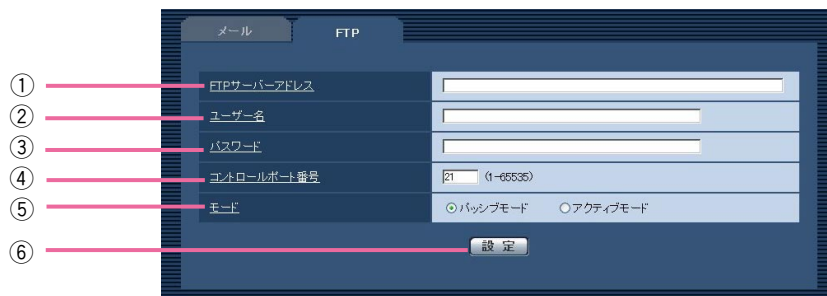 メール FTP
① FTPサーバーアドレス
② ユーザー名
③ パスワード
④ コントロールポート番号 21 (1-65535)
⑤ モード パッシブモード アクティブモード
⑥ 設 定